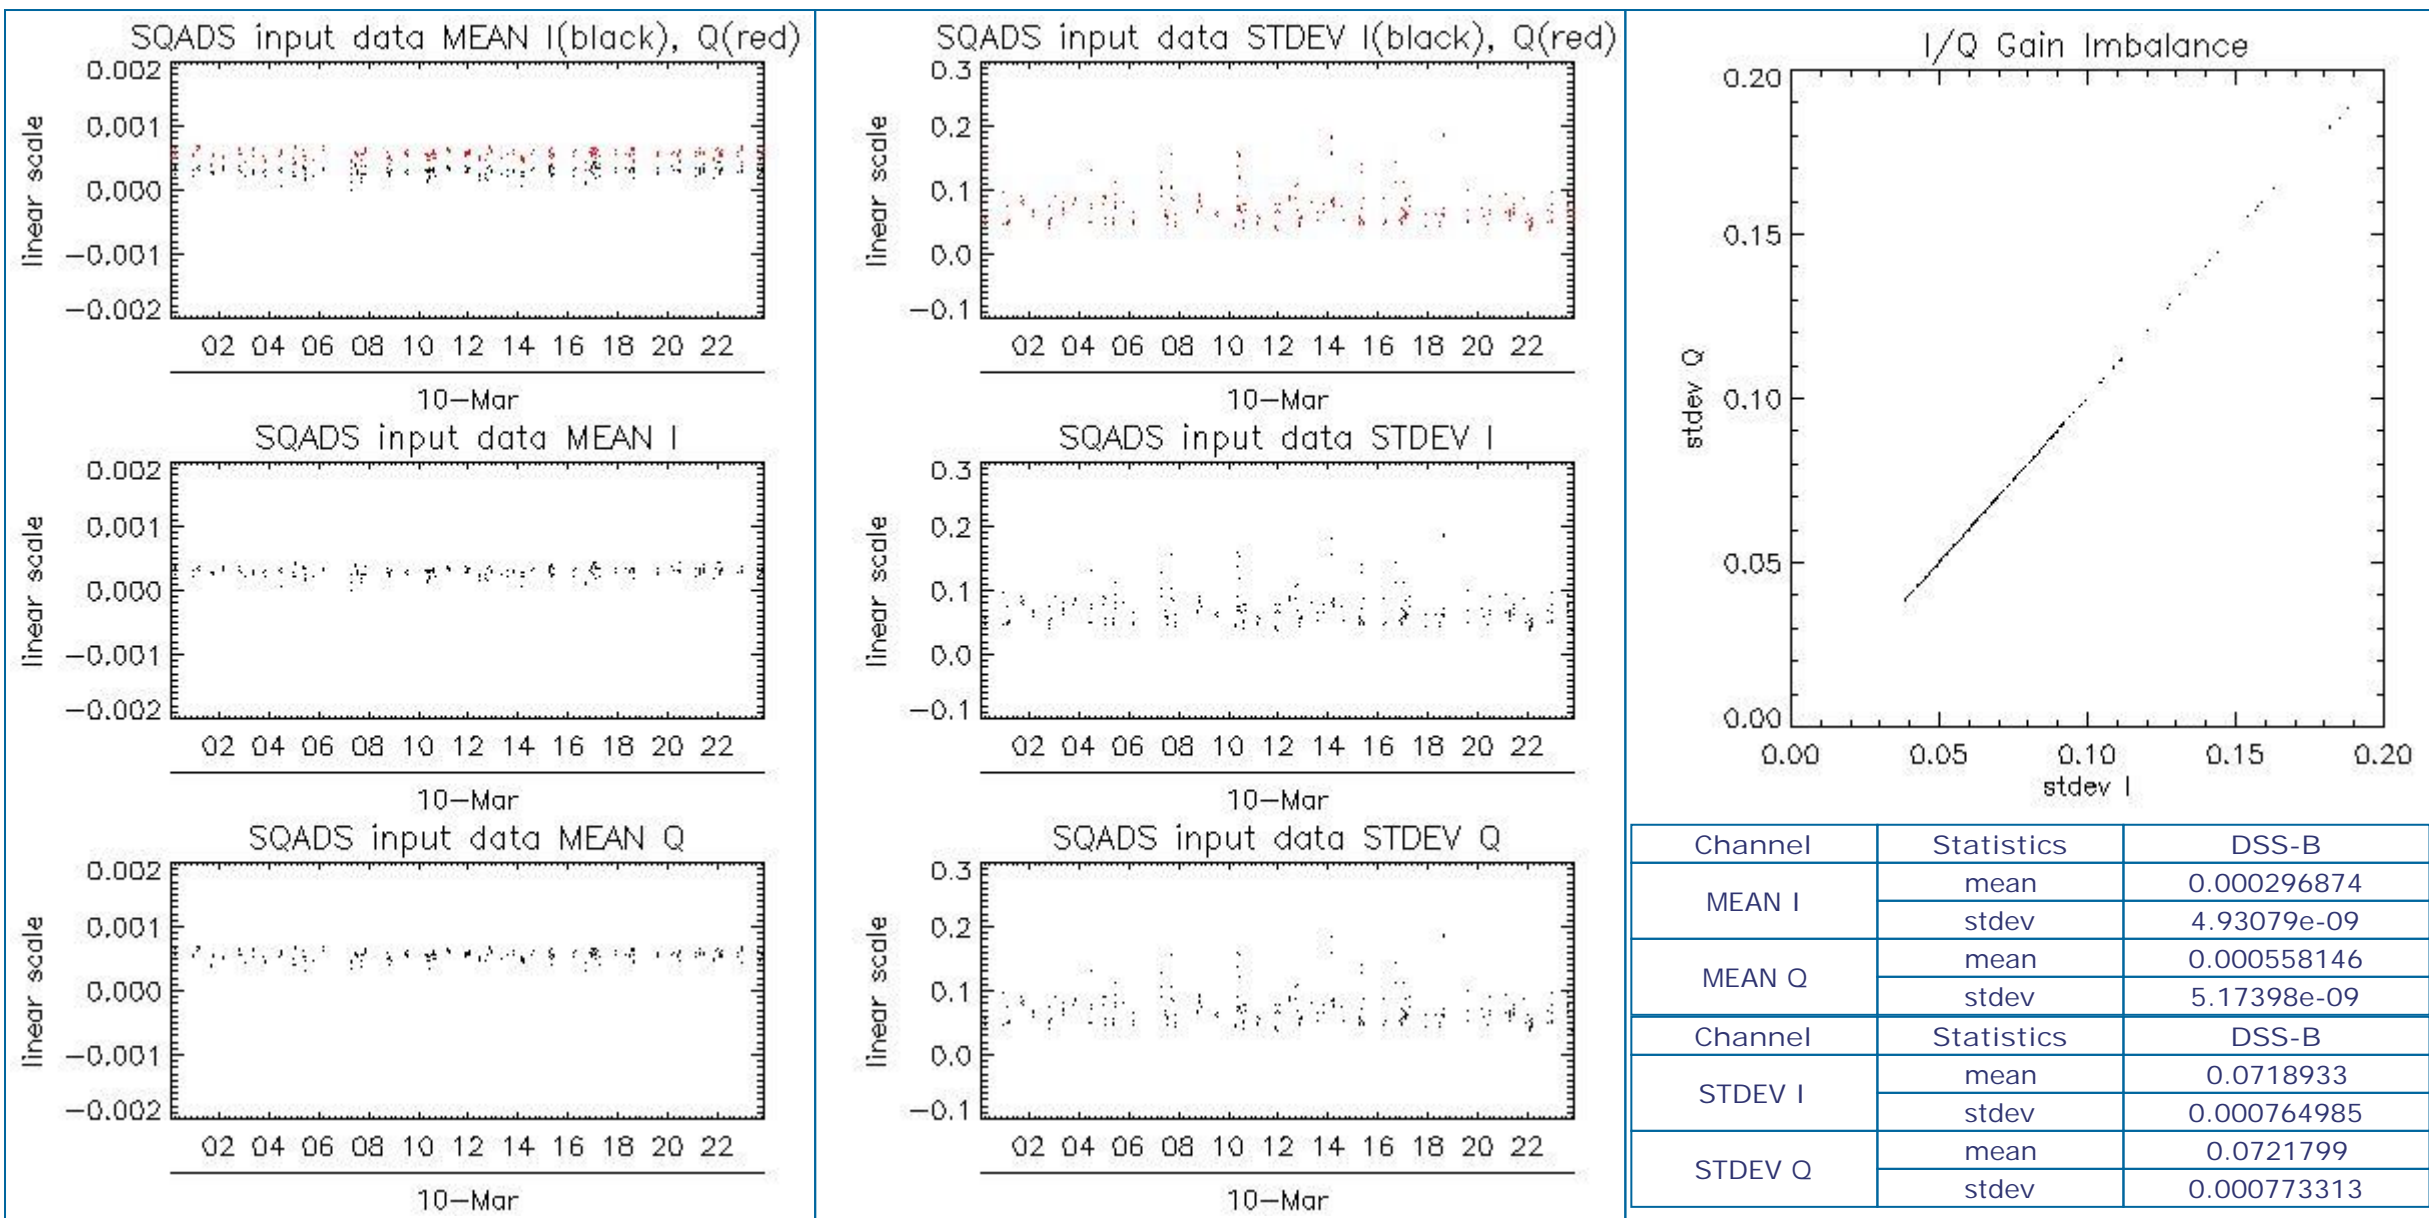 SQADS input data MEAN I(black), Q(red)
linear scale
0.002
0.001
0.000
−0.001
−0.002
02 04 06 08 10 12 14 16 18 20 22
10−Mar
SQADS input data MEAN I
linear scale
0.002
0.001
0.000
−0.001
−0.002
02 04 06 08 10 12 14 16 18 20 22
10−Mar
SQADS input data MEAN Q
linear scale
0.002
0.001
0.000
−0.001
−0.002
02 04 06 08 10 12 14 16 18 20 22
10−Mar
SQADS input data STDEV I(black), Q(red)
linear scale
0.3
0.2
0.1
0.0
−0.1
02 04 06 08 10 12 14 16 18 20 22
10−Mar
SQADS input data STDEV I
linear scale
0.3
0.2
0.1
0.0
−0.1
02 04 06 08 10 12 14 16 18 20 22
10−Mar
SQADS input data STDEV Q
linear scale
0.3
0.2
0.1
0.0
−0.1
02 04 06 08 10 12 14 16 18 20 22
10−Mar
I/Q Gain Imbalance
stdev Q
0.20
0.15
0.10
0.05
0.00
0.00 0.05 0.10 0.15 0.20
stdev I
Channel Statistics DSS-B
MEAN I mean 0.000296874
stdev 4.93079e-09
MEAN Q mean 0.000558146
stdev 5.17398e-09
Channel Statistics DSS-B
STDEV I mean 0.0718933
stdev 0.000764985
STDEV Q mean 0.0721799
stdev 0.000773313